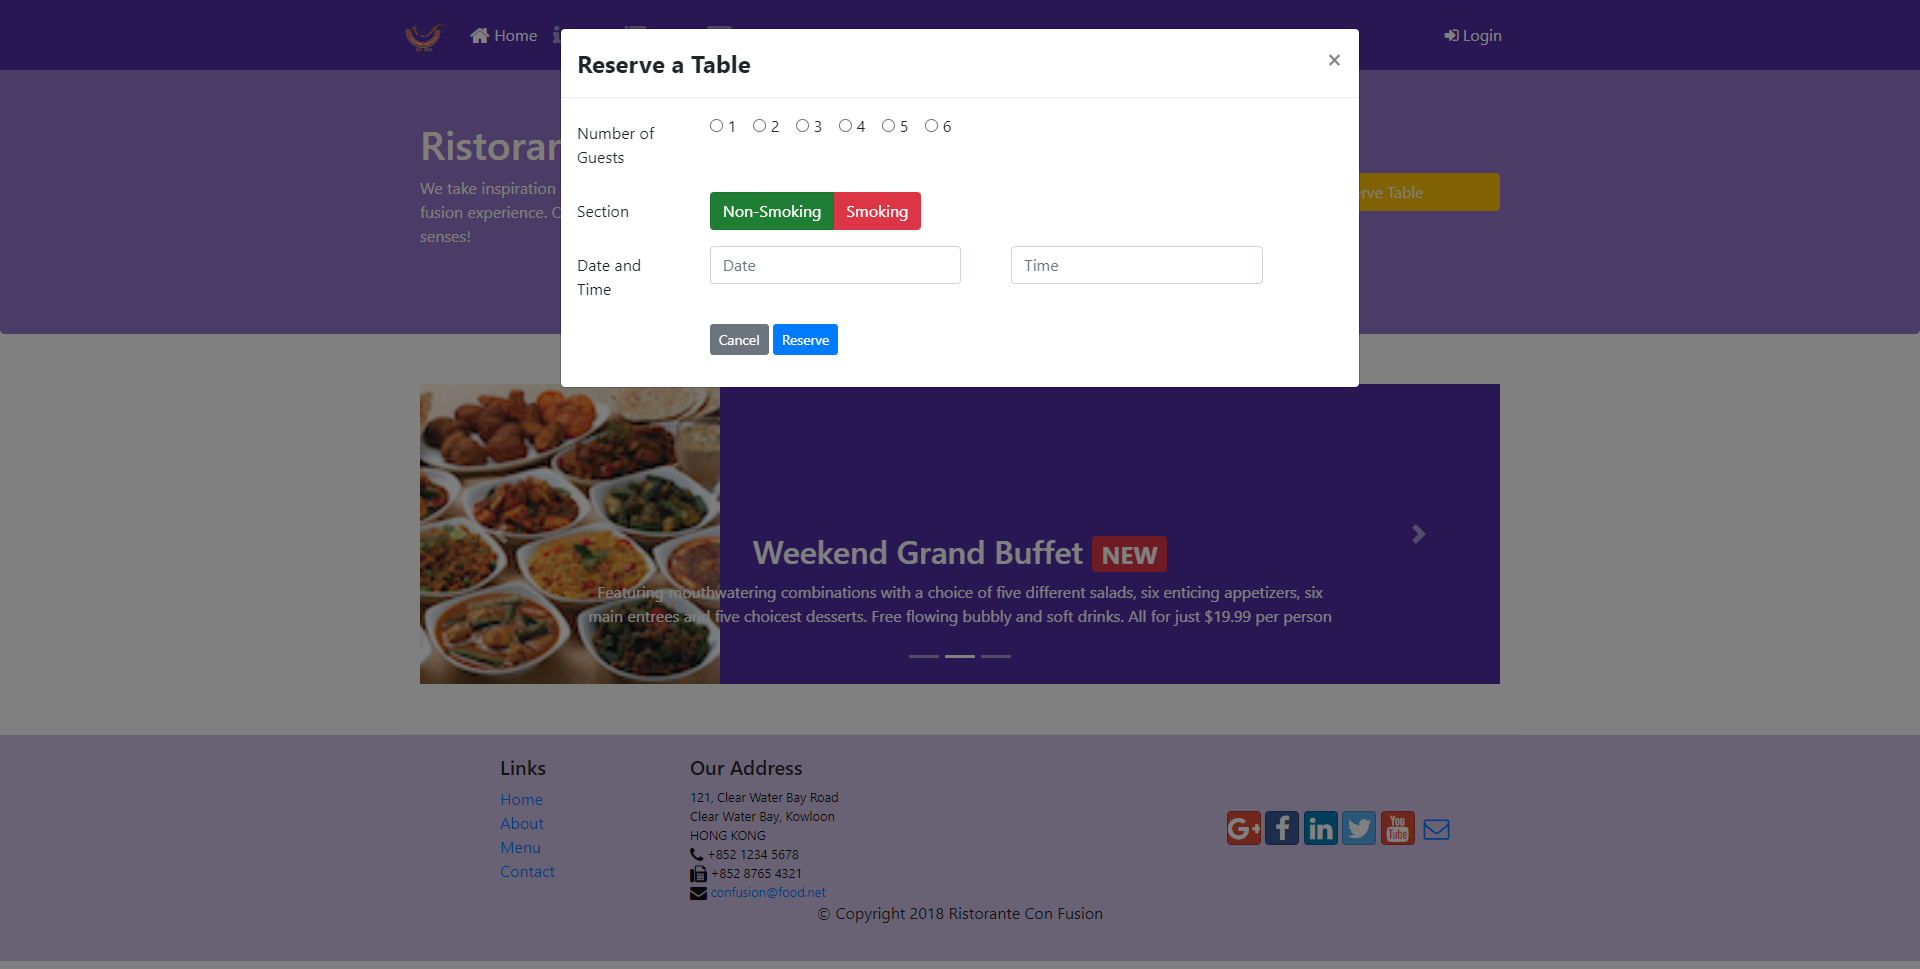 Home
Login
Reserve a Table
×
Number of
Guests
1 2 3 4 5 6
Section
Non-Smoking Smoking
Date and
Time
Date
Time
Cancel Reserve
We take inspiration
fusion experience.
senses!
Table
Weekend Grand Buffet NEW
Featuring mouthwatering combinations with a choice of five different salads, six enticing appetizers, six
main entrees and five choicest desserts. Free flowing bubbly and soft drinks. All for just $19.99 per person
Links
Home
About
Menu
Contact
Our Address
121, Clear Water Bay Road
Clear Water Bay, Kowloon
HONG KONG
+852 1234 5678
+852 8765 4321
confusion@food.net
G+ f in You Tube
© Copyright 2018 Ristorante Con Fusion